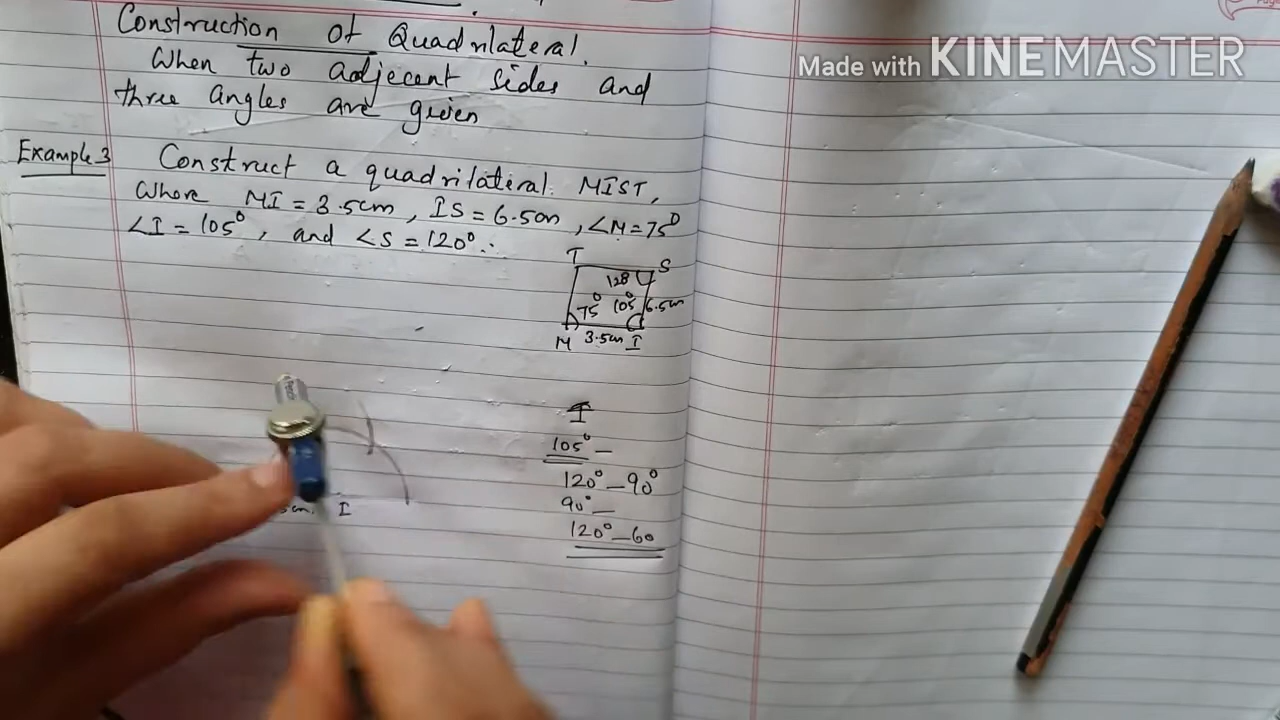 Made with KINEMASTER
Construction of Quadrilateral.
When two adjecent sides and
three angles are given
Example 3 Construct a quadrilateral MIST,
Where MI = 3.5cm, IS = 6.5cm, ∠M=75°
∠I = 105°, and ∠S = 120°.
T S
120
75° 105° 6.5cm
M 3.5cm I
I
105° –
120° – 90°
90° –
120° – 60
I